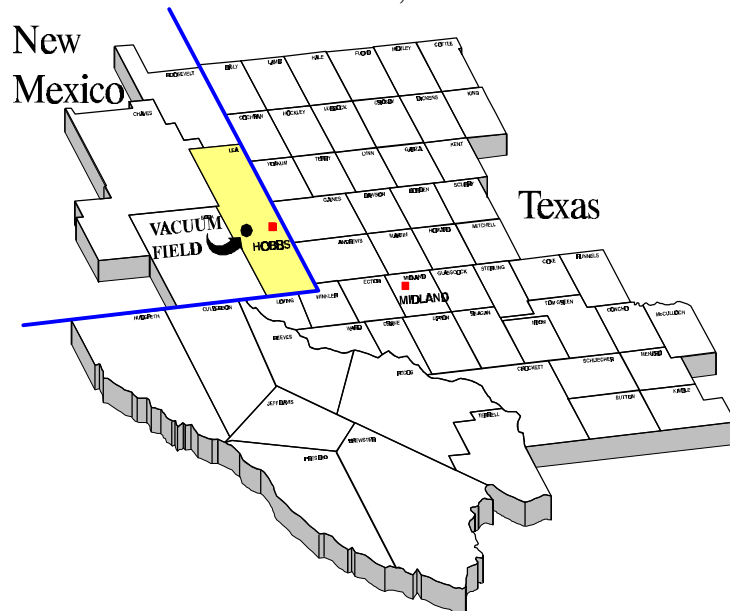 New
Mexico
Texas
ROOSEVELT
BAILY
LAMB
HALE
FLOYD
MOTLEY
COTTLE
CHAVES
COCHRAN
HOCKLEY
LUBBOCK
CROSBY
DICKENS
KING
LEA
YOAKUM
TERRY
LYNN
GARZA
KENT
GAINES
DAWSON
BORDEN
SCURRY
VACUUM
FIELD
HOBBS
ANDREWS
MARTIN
HOWARD
MITCHELL
LOVING
WINKLER
ECTION
MIDLAND
GLASSCOCK
STERLING
COKE
RUNNELS
MIDLAND
HUDSPETH
CULBERSON
REEVES
WARD
CRANE
UPTON
REAGAN
IRION
TOM GREEN
CONCHO
McCULLOCH
JEFF DAVIS
PECOS
CROCKETT
SCHLEICHER
MENARD
SUTTON
KIMBLE
TERRELL
PRESIDIO
BREWSTER